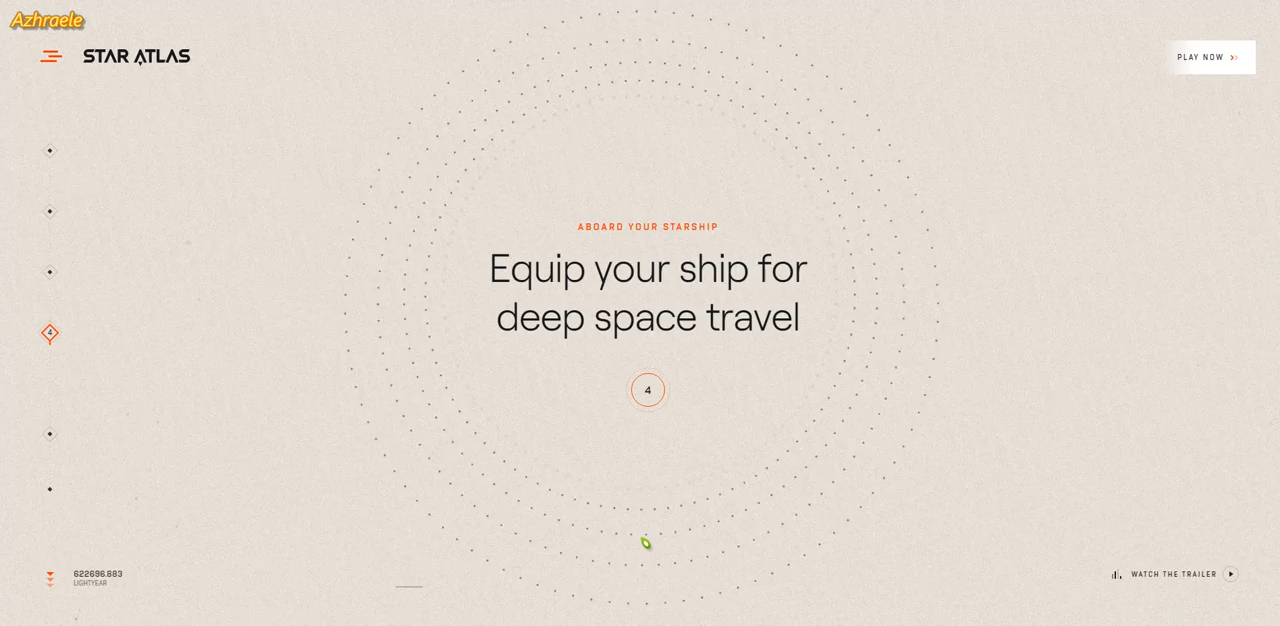 Azhraele
STAR ATLAS
PLAY NOW
ABOARD YOUR STARSHIP
Equip your ship for
deep space travel
4
4
622696.883
LIGHTYEAR
WATCH THE TRAILER